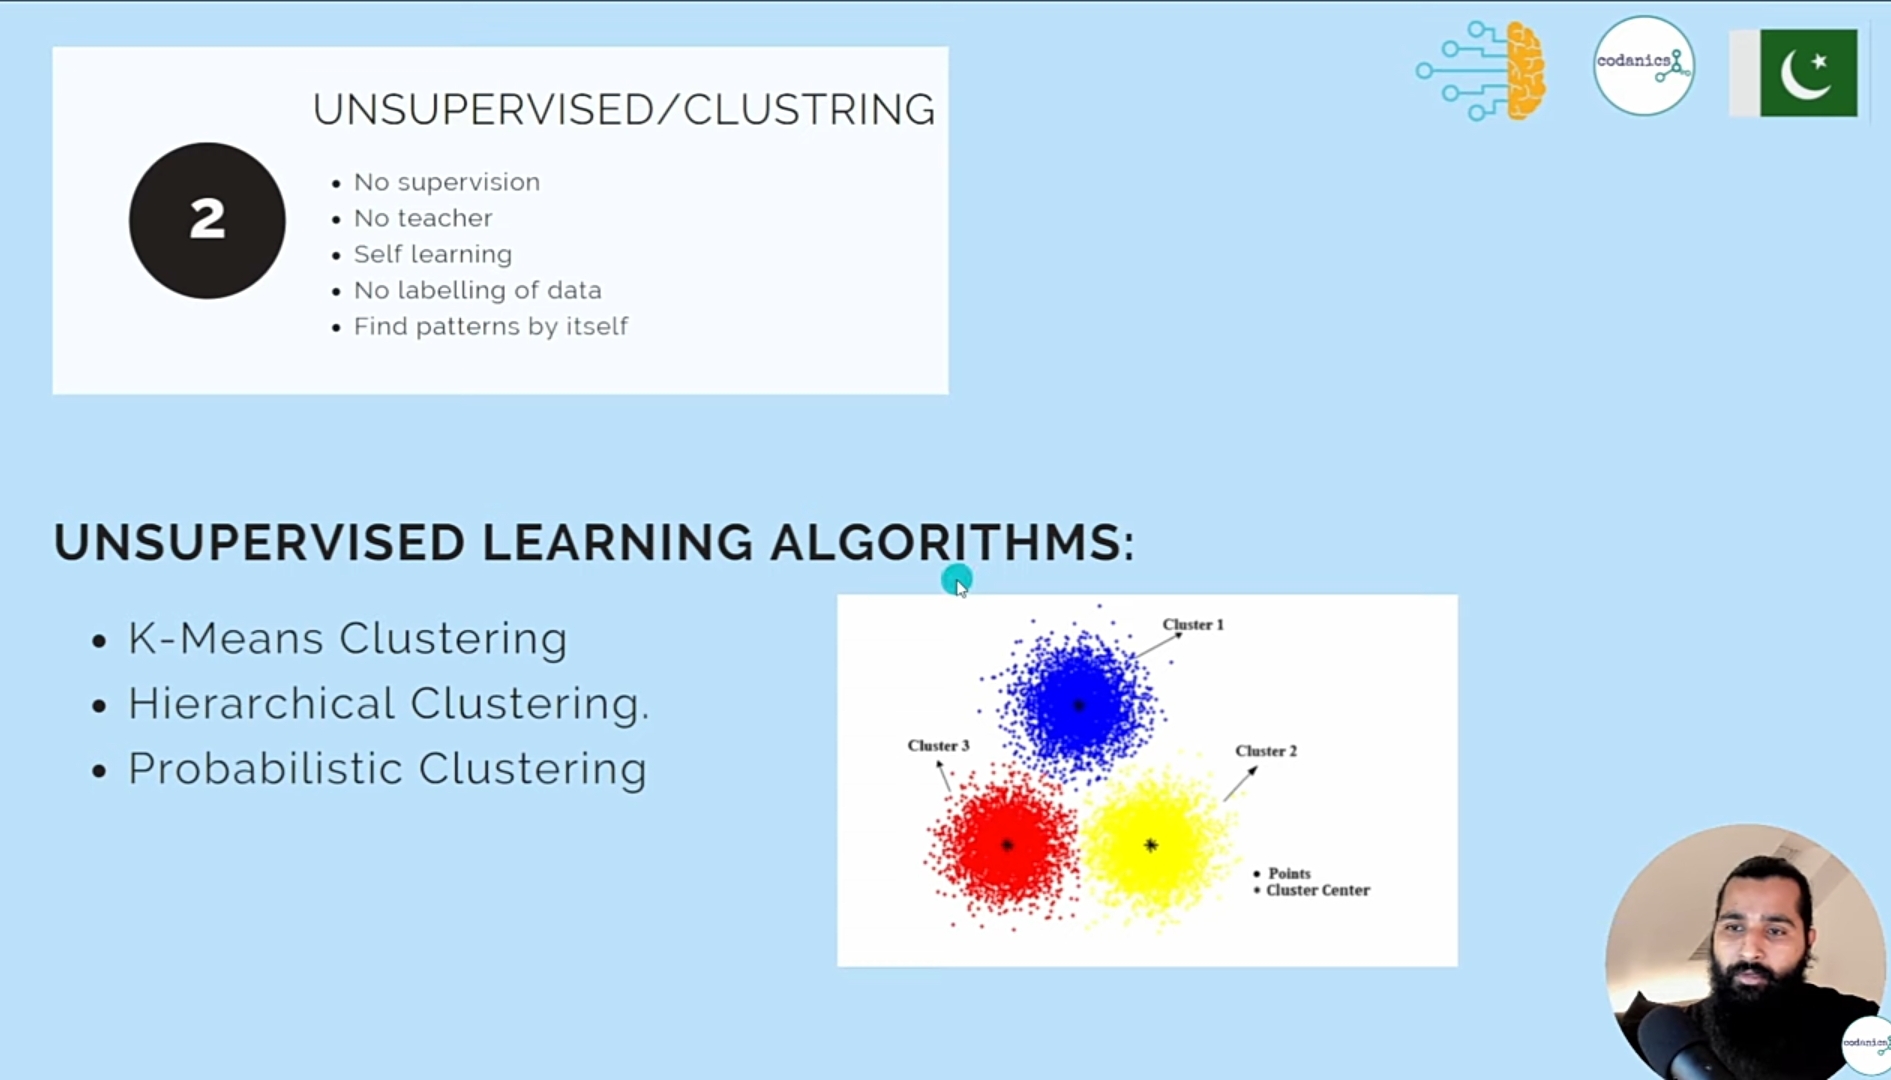 codanics
UNSUPERVISED/CLUSTRING
2
No supervision
No teacher
Self learning
No labelling of data
Find patterns by itself
UNSUPERVISED LEARNING ALGORITHMS:
K-Means Clustering
Hierarchical Clustering.
Probabilistic Clustering
Cluster 1
Cluster 3
Cluster 2
Points
Cluster Center
codanics